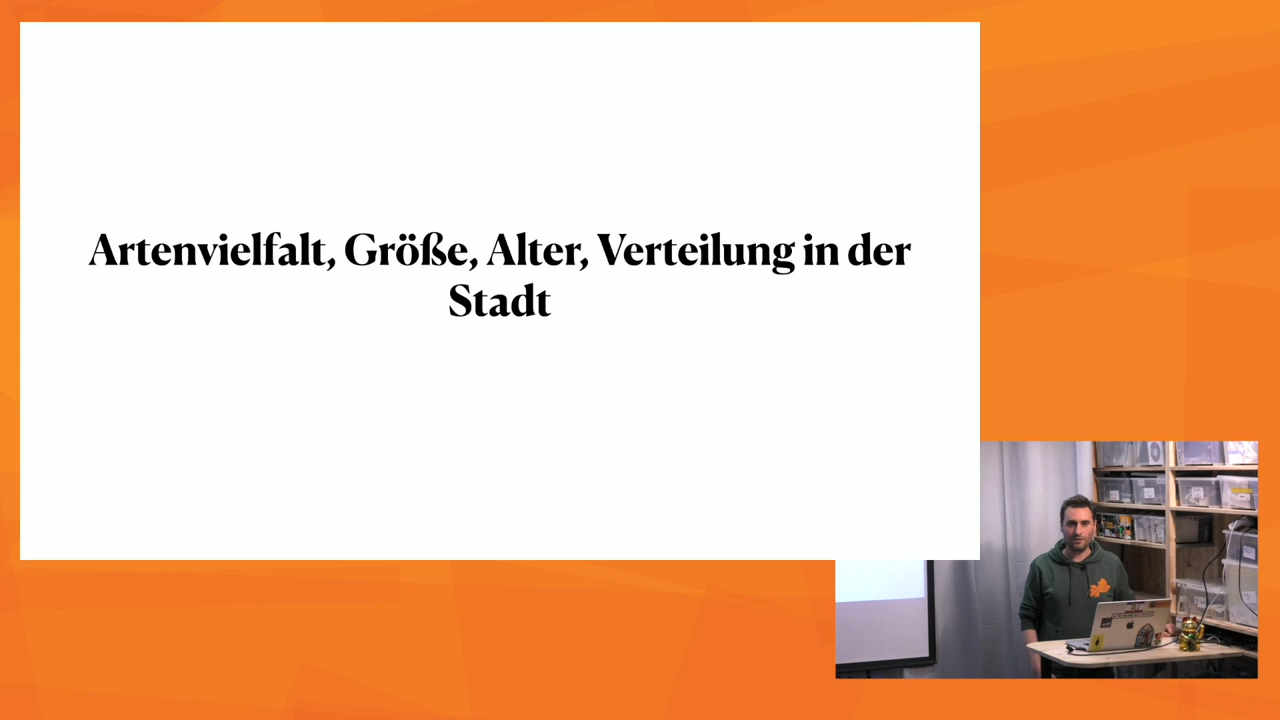 Artenvielfalt, Größe, Alter, Verteilung in der
Stadt